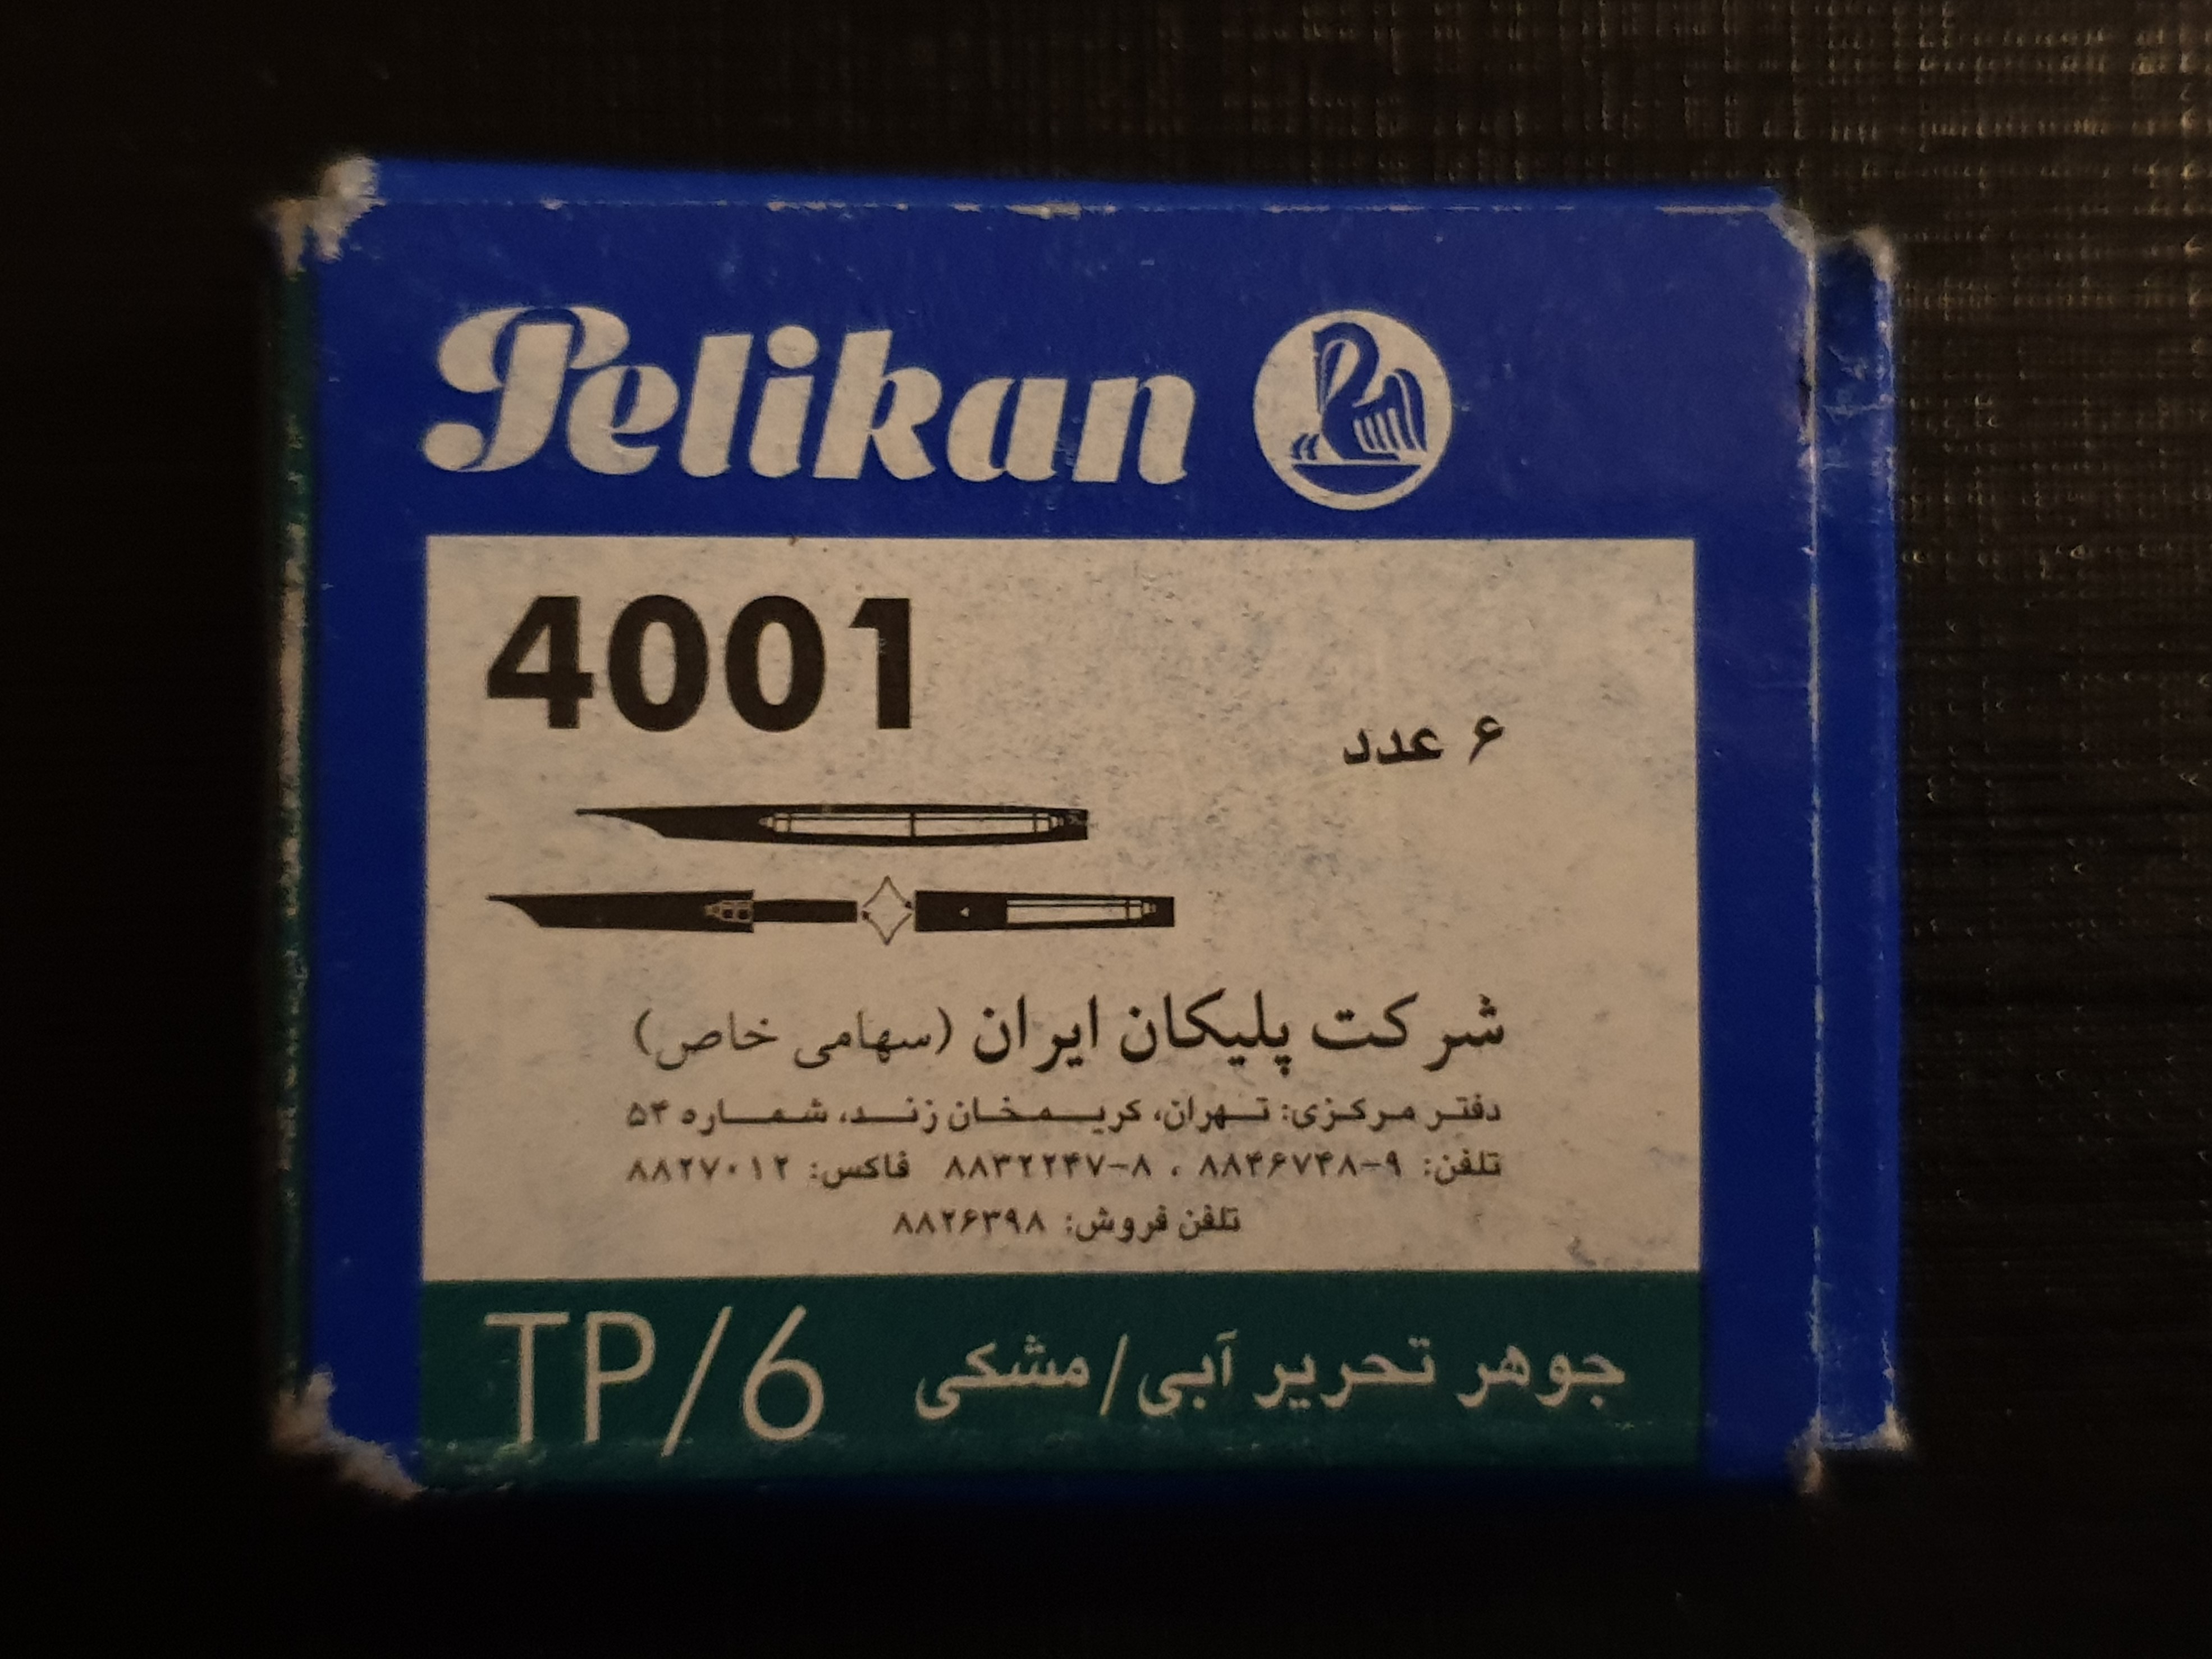 Pelikan
4001
۶ عدد
شرکت پلیکان ایران (سهامی خاص)
دفتر مرکزی: تهران، کریمخان زند، شماره ۵۴
تلفن: ۹-۸۸۴۶۷۴۸ ، ۸-۸۸۳۲۲۴۷ فاکس: ۸۸۲۷۰۱۲
تلفن فروش: ۸۸۲۶۳۹۸
TP/6 جوهر تحریر آبی/مشکی